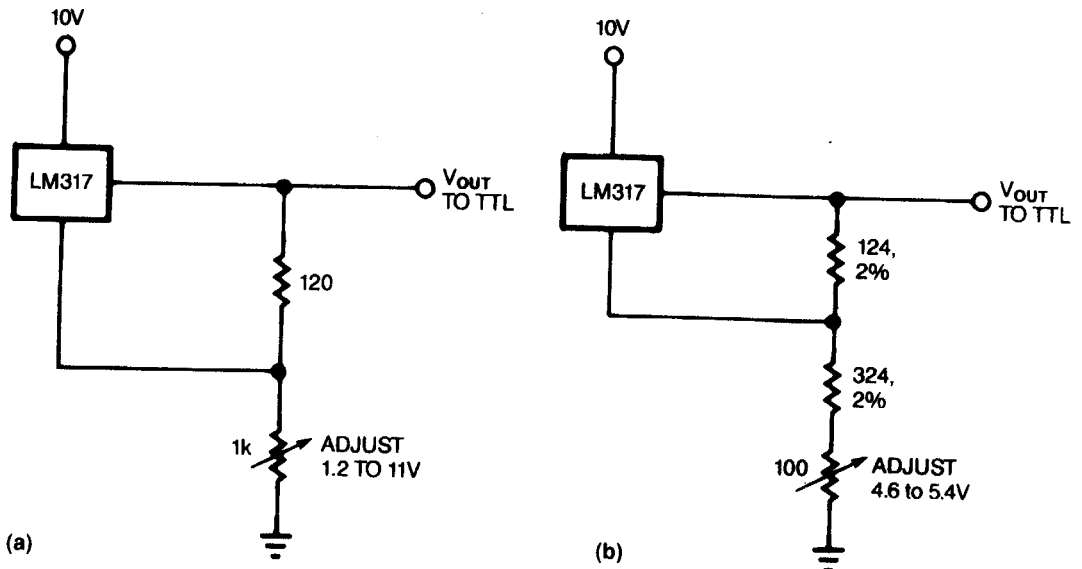 10V
LM317
VOUT
TO TTL
120
1k
ADJUST
1.2 TO 11V
(a)
10V
LM317
VOUT
TO TTL
124,
2%
324,
2%
100
ADJUST
4.6 to 5.4V
(b)